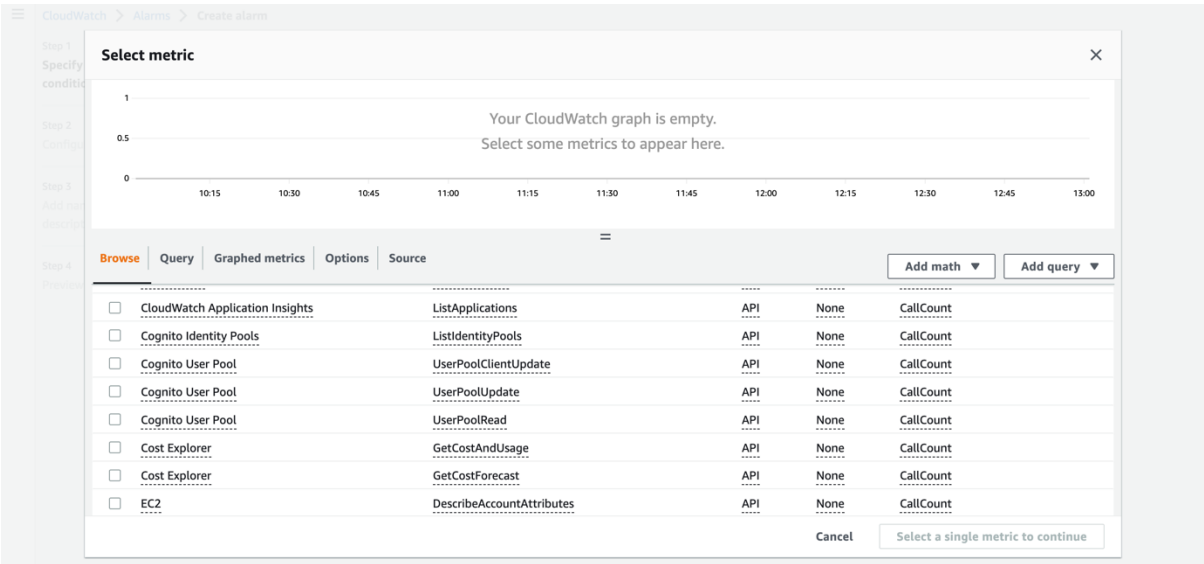 CloudWatch > Alarms > Create alarm
Step 1
Specify
conditio
Step 2
Configu
Step 3
Add nam
descript
Step 4
Preview
Select metric
1
0.5
0
Your CloudWatch graph is empty.
Select some metrics to appear here.
10:15 10:30 10:45 11:00 11:15 11:30 11:45 12:00 12:15 12:30 12:45 13:00
Browse Query Graphed metrics Options Source
Add math Add query
CloudWatch Application Insights ListApplications API None CallCount
Cognito Identity Pools ListIdentityPools API None CallCount
Cognito User Pool UserPoolClientUpdate API None CallCount
Cognito User Pool UserPoolUpdate API None CallCount
Cognito User Pool UserPoolRead API None CallCount
Cost Explorer GetCostAndUsage API None CallCount
Cost Explorer GetCostForecast API None CallCount
EC2 DescribeAccountAttributes API None CallCount
Cancel Select a single metric to continue